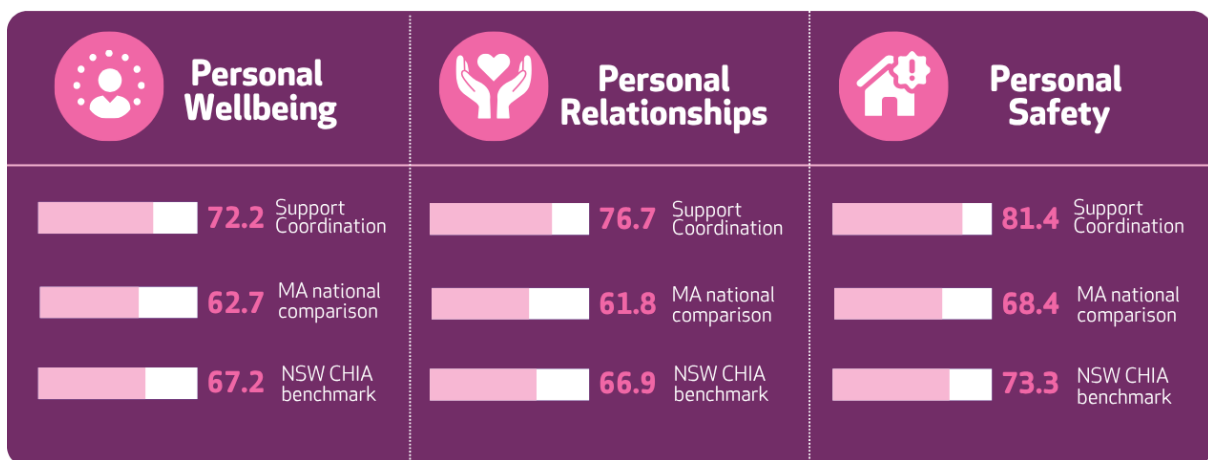 Personal
Wellbeing
72.2 Support
Coordination
62.7 MA national
comparison
67.2 NSW CHIA
benchmark
Personal
Relationships
76.7 Support
Coordination
61.8 MA national
comparison
66.9 NSW CHIA
benchmark
Personal
Safety
81.4 Support
Coordination
68.4 MA national
comparison
73.3 NSW CHIA
benchmark